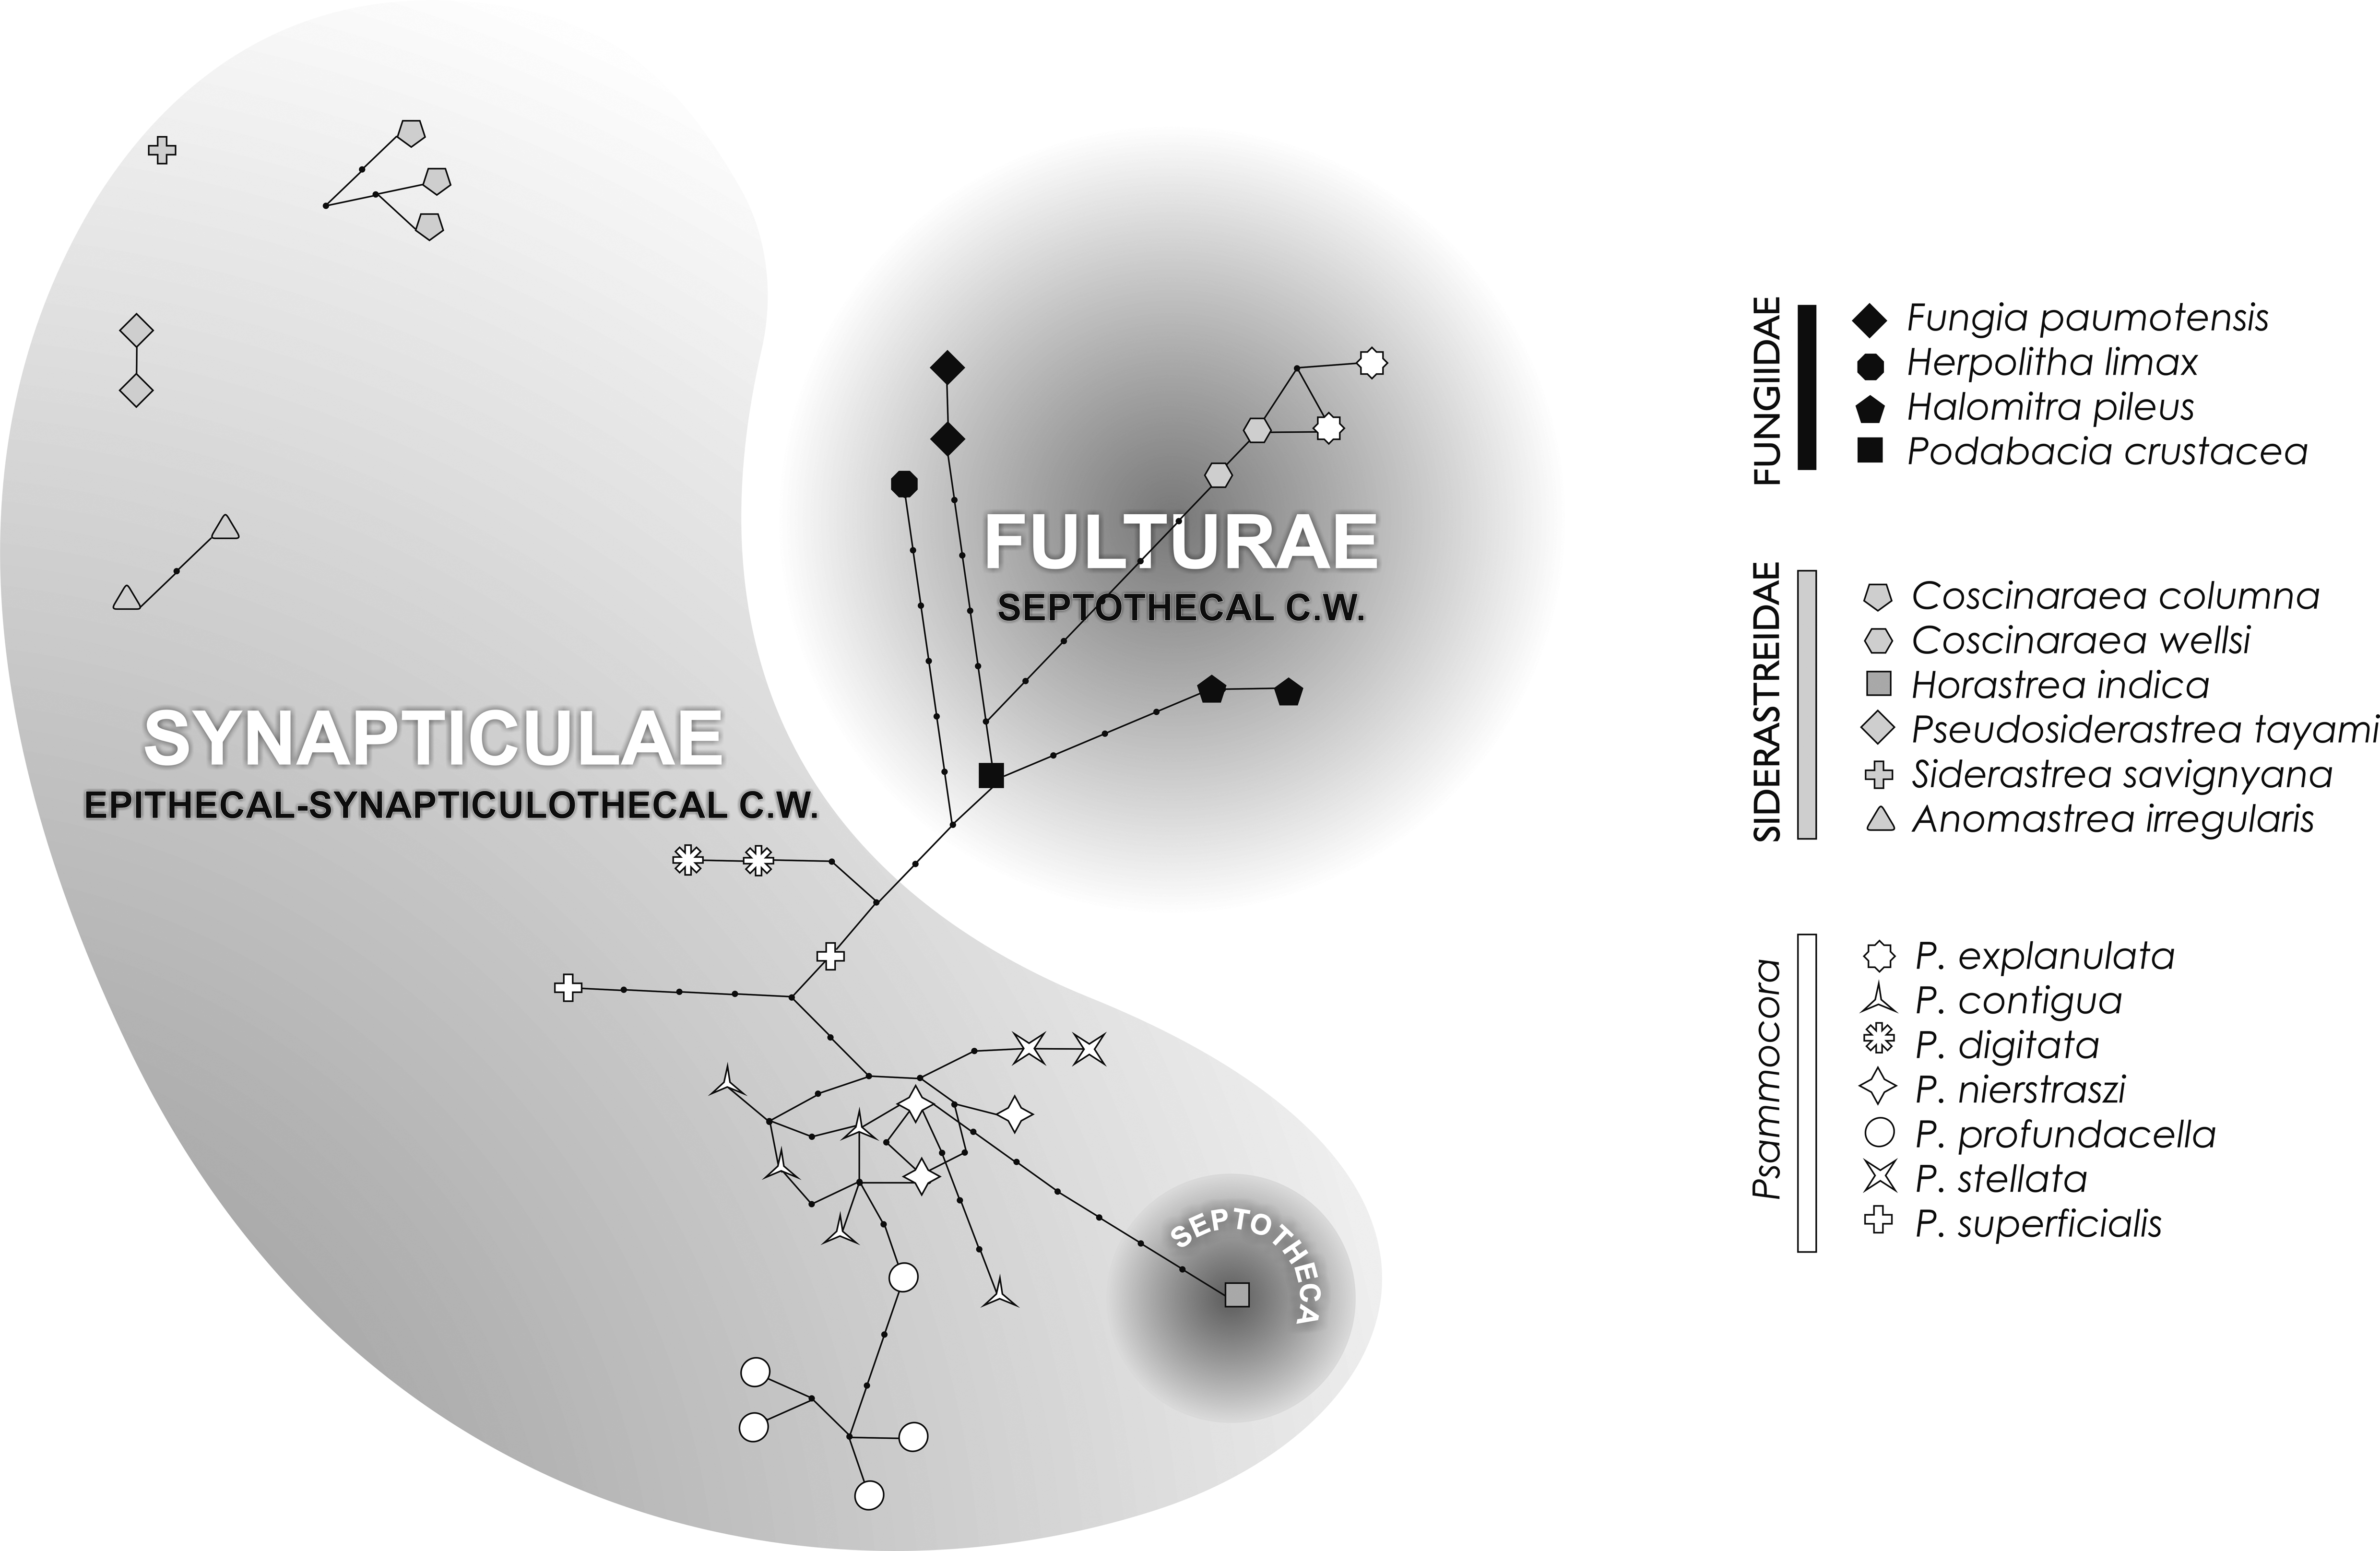 SYNAPTICULAE
EPITHECAL-SYNAPTICULOTHECAL C.W.
FULTURAE
SEPTOTHECAL C.W.
SEPTOTHECA
FUNGIIDAE
Fungia paumotensis
Herpolitha limax
Halomitra pileus
Podabacia crustacea
SIDERASTREIDAE
Coscinaraea columna
Coscinaraea wellsi
Horastrea indica
Pseudosiderastrea tayami
Siderastrea savignyana
Anomastrea irregularis
Psammocora
P. explanulata
P. contigua
P. digitata
P. nierstraszi
P. profundacella
P. stellata
P. superficialis